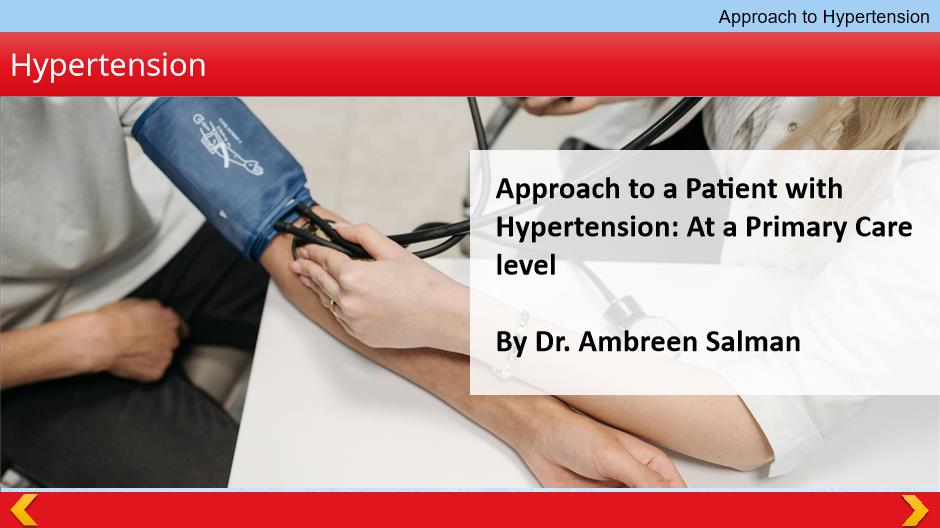 Approach to Hypertension
Hypertension
Approach to a Patient with
Hypertension: At a Primary Care
level
By Dr. Ambreen Salman